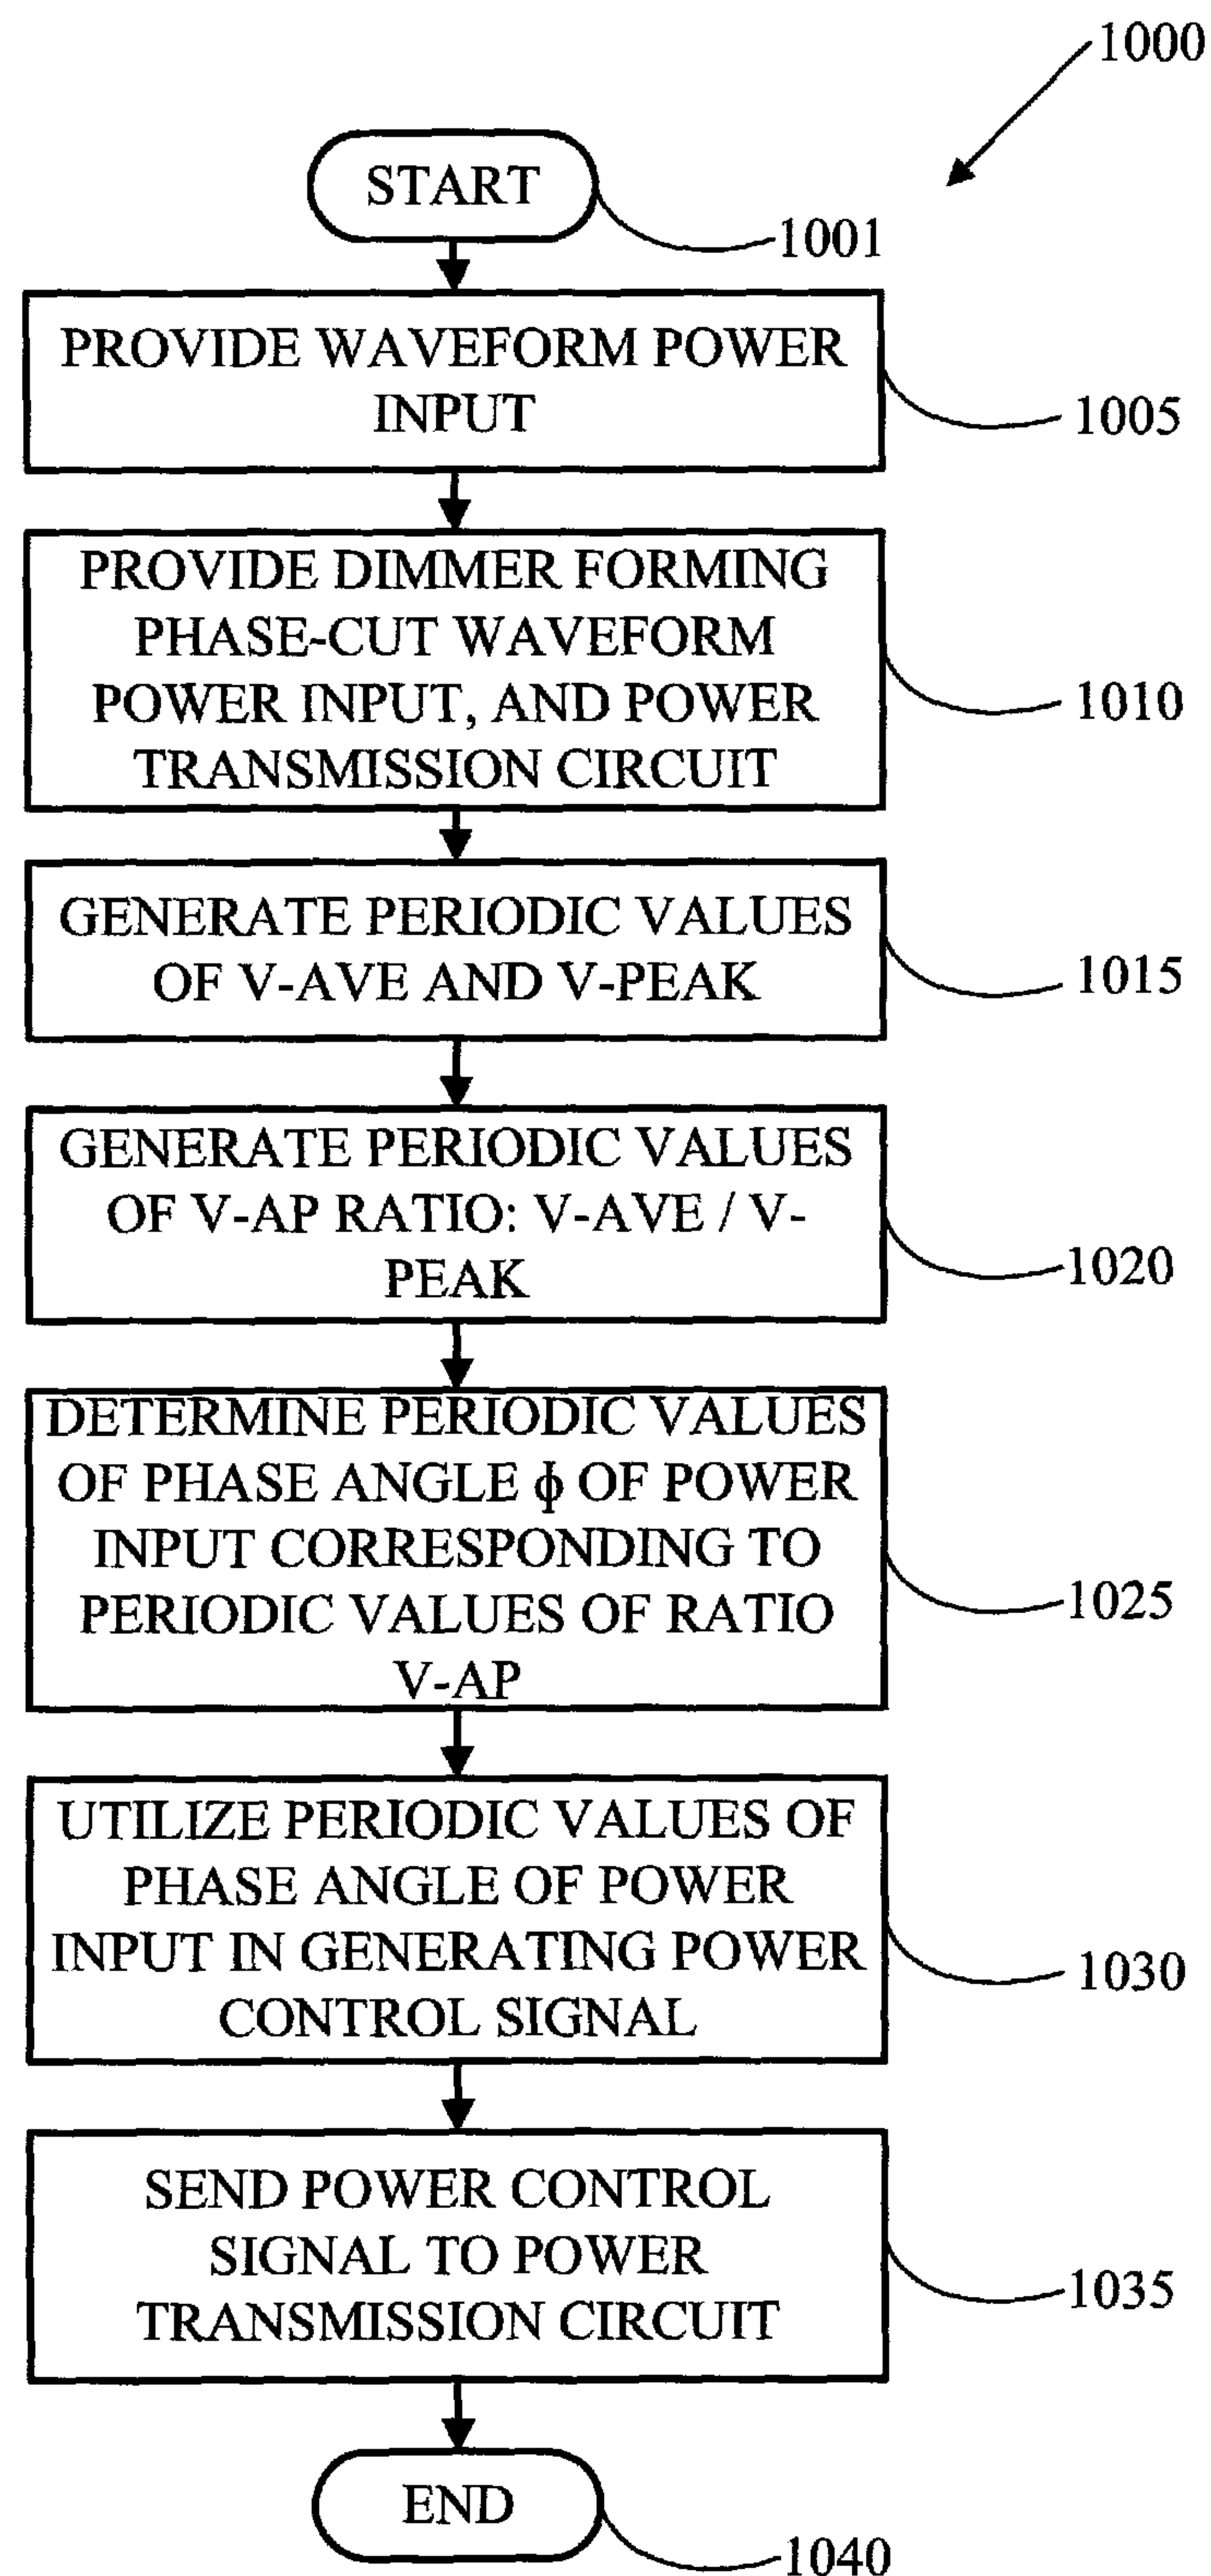 1000
START
1001
PROVIDE WAVEFORM POWER
INPUT
1005
PROVIDE DIMMER FORMING
PHASE-CUT WAVEFORM
POWER INPUT, AND POWER
TRANSMISSION CIRCUIT
1010
GENERATE PERIODIC VALUES
OF V-AVE AND V-PEAK
1015
GENERATE PERIODIC VALUES
OF V-AP RATIO: V-AVE / V-
PEAK
1020
DETERMINE PERIODIC VALUES
OF PHASE ANGLE ϕ OF POWER
INPUT CORRESPONDING TO
PERIODIC VALUES OF RATIO
V-AP
1025
UTILIZE PERIODIC VALUES OF
PHASE ANGLE OF POWER
INPUT IN GENERATING POWER
CONTROL SIGNAL
1030
SEND POWER CONTROL
SIGNAL TO POWER
TRANSMISSION CIRCUIT
1035
END
1040